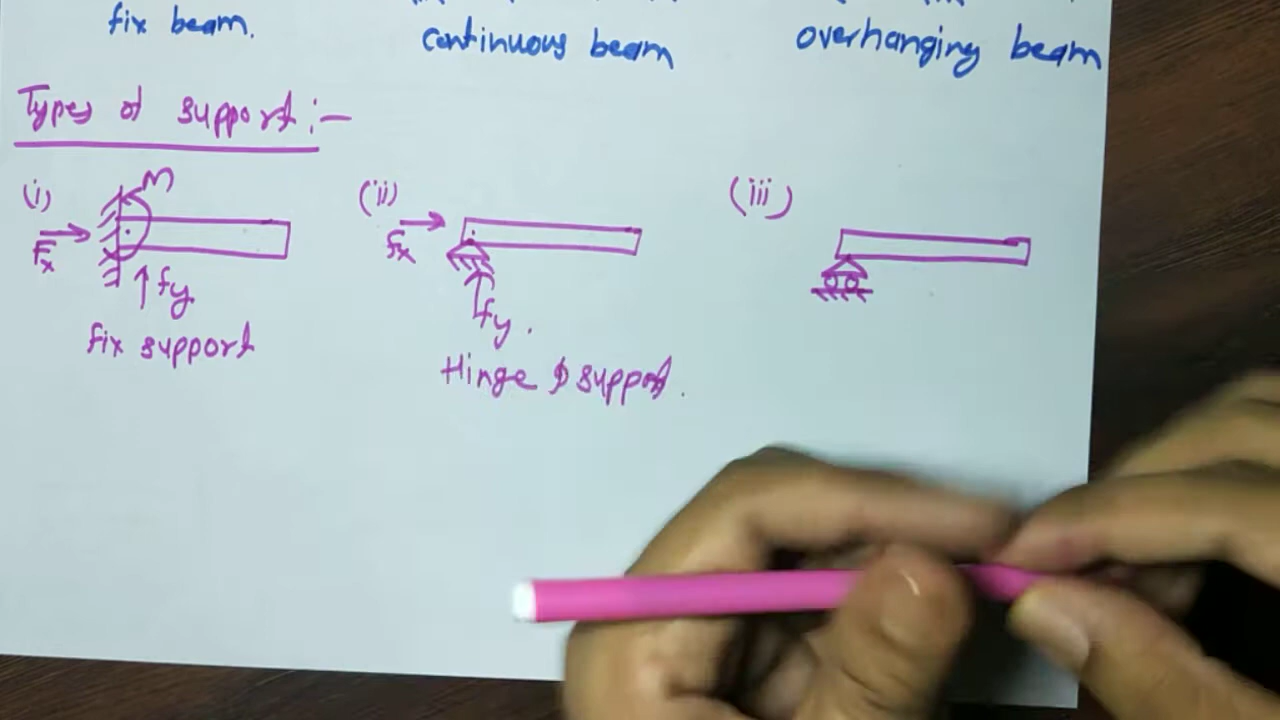 fix beam.
continuous beam
overhanging beam
Types of support :-
(i)
M
Fx
fy
fix support
(ii)
fx
fy.
Hinge support.
(iii)